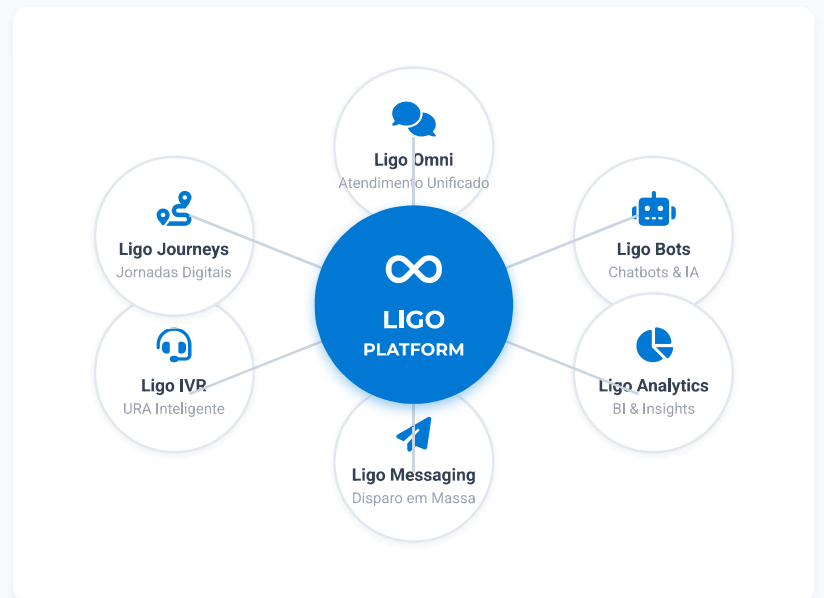 Ligo Omni
Atendimento Unificado
Ligo Journeys
Jornadas Digitais
Ligo Bots
Chatbots & IA
LIGO
PLATFORM
Ligo IVR
URA Inteligente
Ligo Analytics
BI & Insights
Ligo Messaging
Disparo em Massa